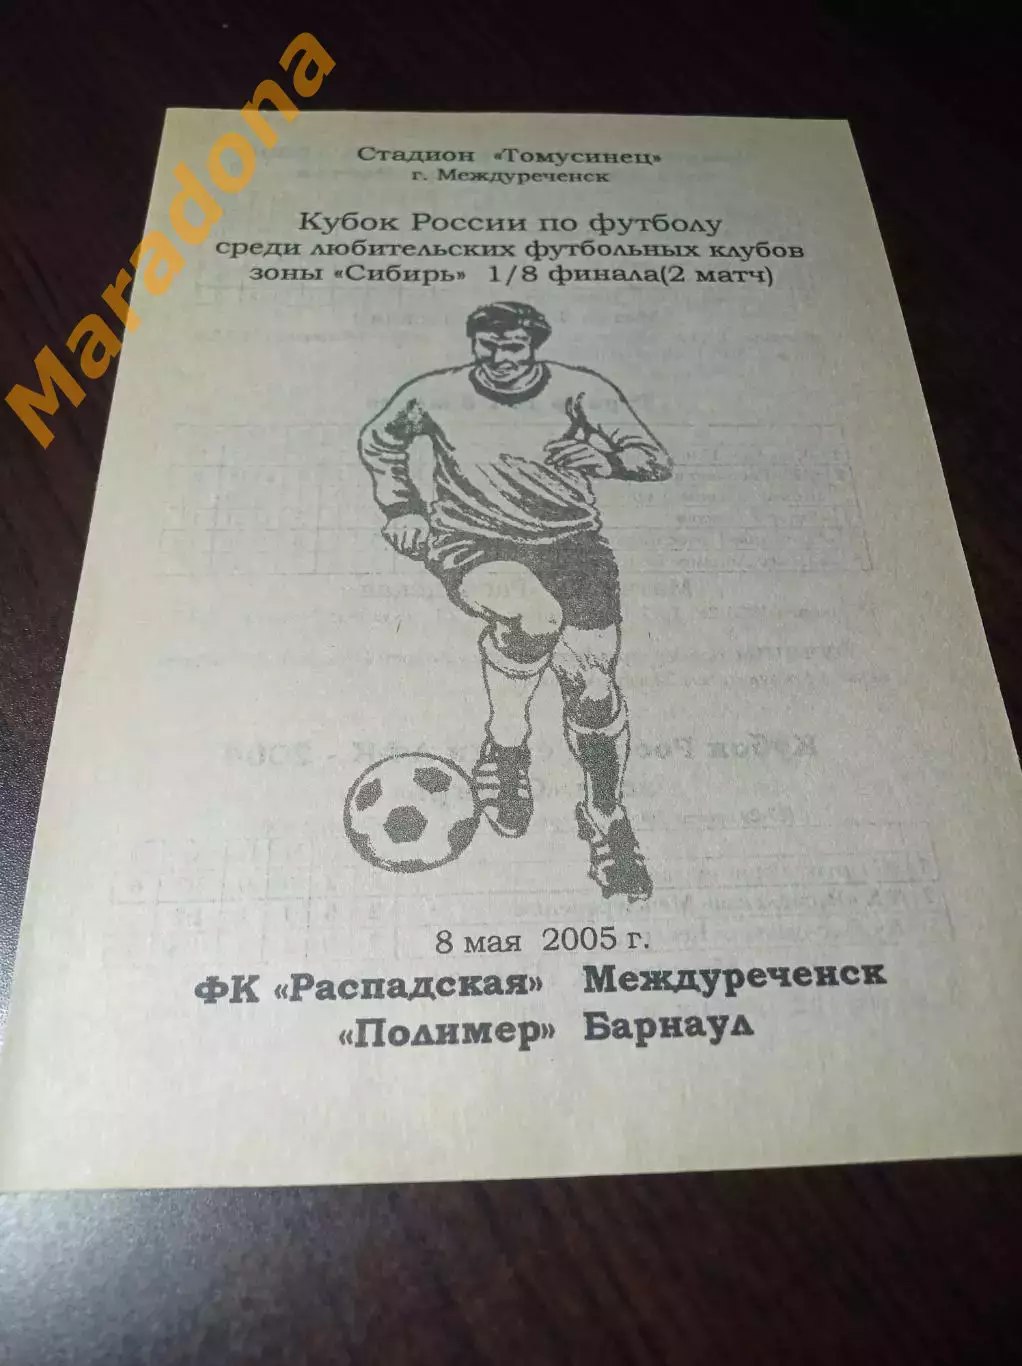 Maradona
Стадион «Томусинец»
г. Междуреченск
Кубок России по футболу
среди любительских футбольных клубов
зоны «Сибирь» 1/8 финала(2 матч)
8 мая 2005 г.
ФК «Распадская» Междуреченск
«Полимер» Барнаул